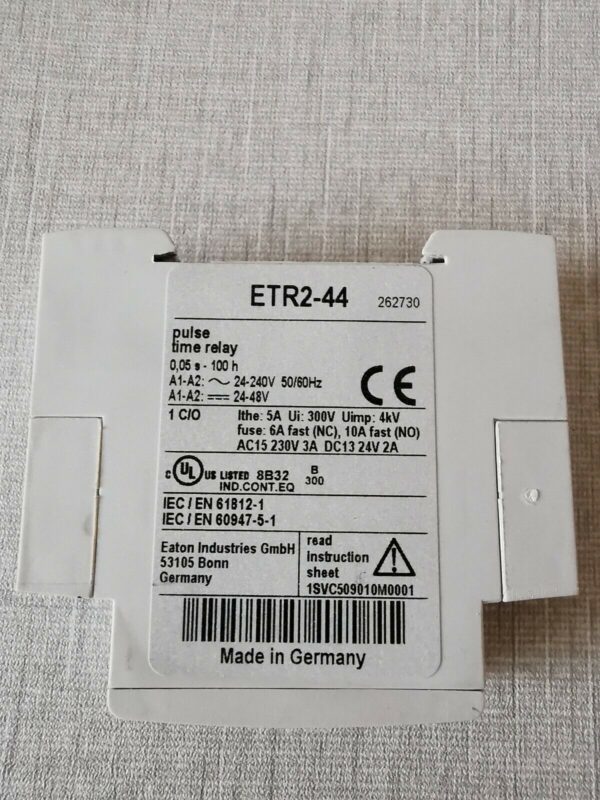 ETR2-44 262730
pulse
time relay
0,05 s - 100 h
A1-A2: ~ 24-240V 50/60Hz
A1-A2: ⎓ 24-48V
CE
1 C/O Ithe: 5A Ui: 300V Uimp: 4kV
fuse: 6A fast (NC), 10A fast (NO)
AC15 230V 3A DC13 24V 2A
C UL US LISTED 8B32 B
IND.CONT.EQ 300
IEC / EN 61812-1
IEC / EN 60947-5-1
Eaton Industries GmbH
53105 Bonn
Germany
read
instruction
sheet
1SVC509010M0001
Made in Germany